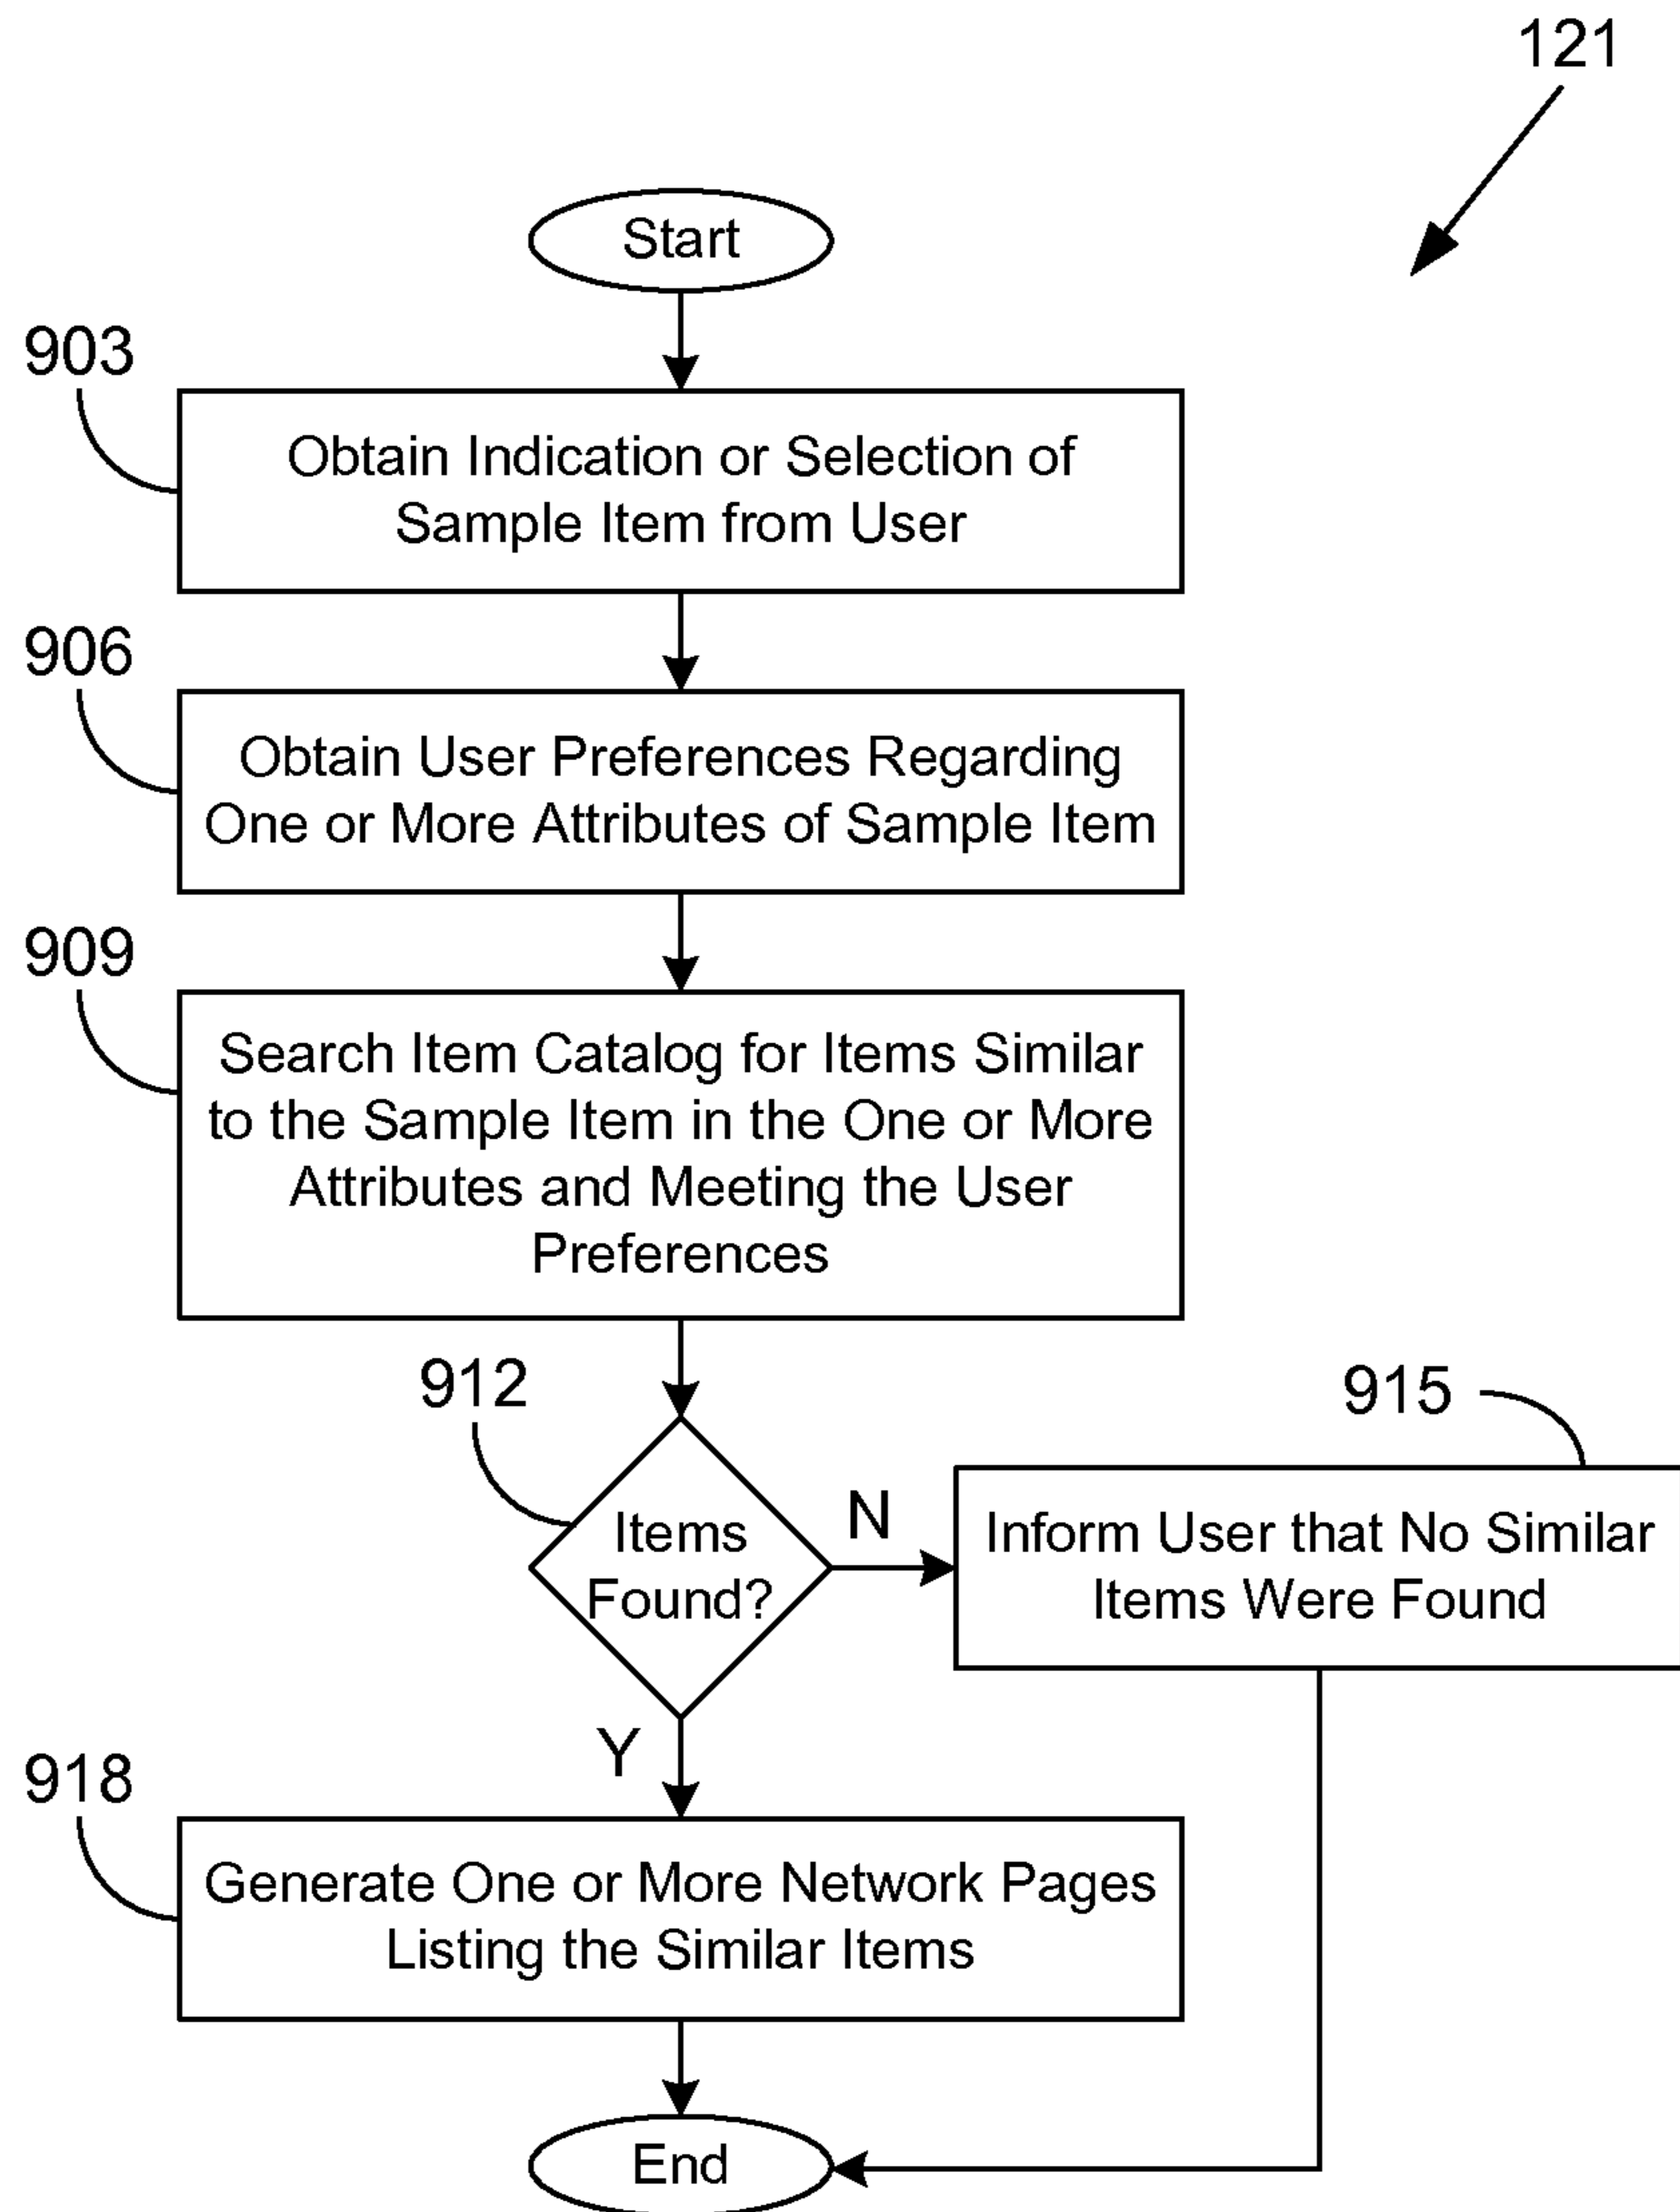 121
Start
903
Obtain Indication or Selection of
Sample Item from User
906
Obtain User Preferences Regarding
One or More Attributes of Sample Item
909
Search Item Catalog for Items Similar
to the Sample Item in the One or More
Attributes and Meeting the User
Preferences
912
Items
Found?
N
915
Inform User that No Similar
Items Were Found
Y
918
Generate One or More Network Pages
Listing the Similar Items
End